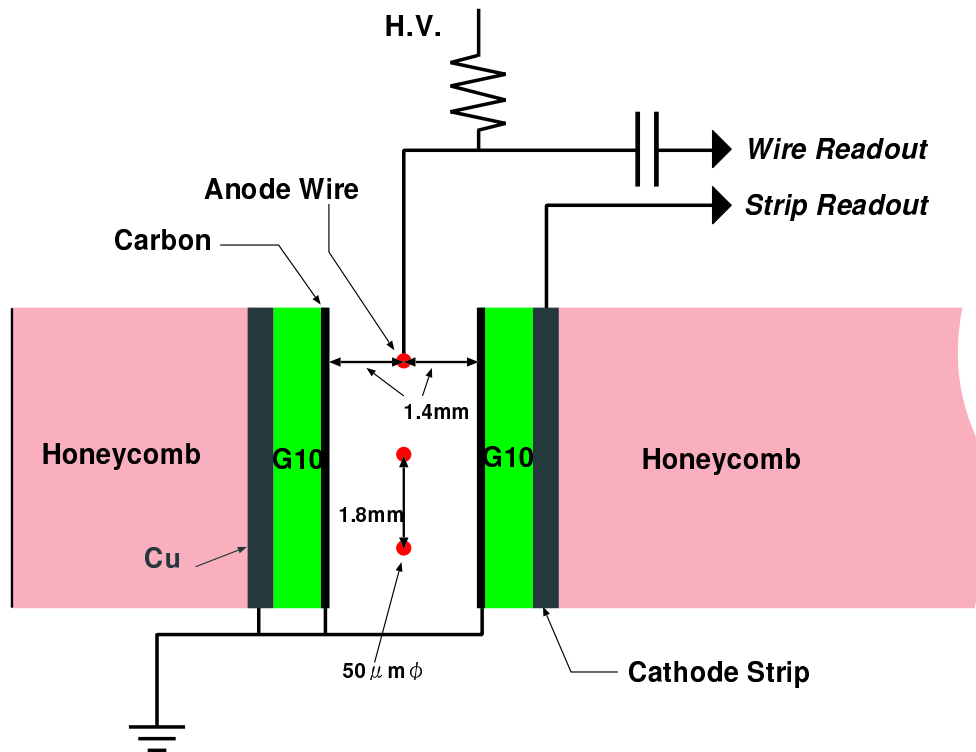 H.V.
Wire Readout
Anode Wire
Strip Readout
Carbon
1.4mm
Honeycomb
G10
G10
Honeycomb
1.8mm
Cu
50μmϕ
Cathode Strip